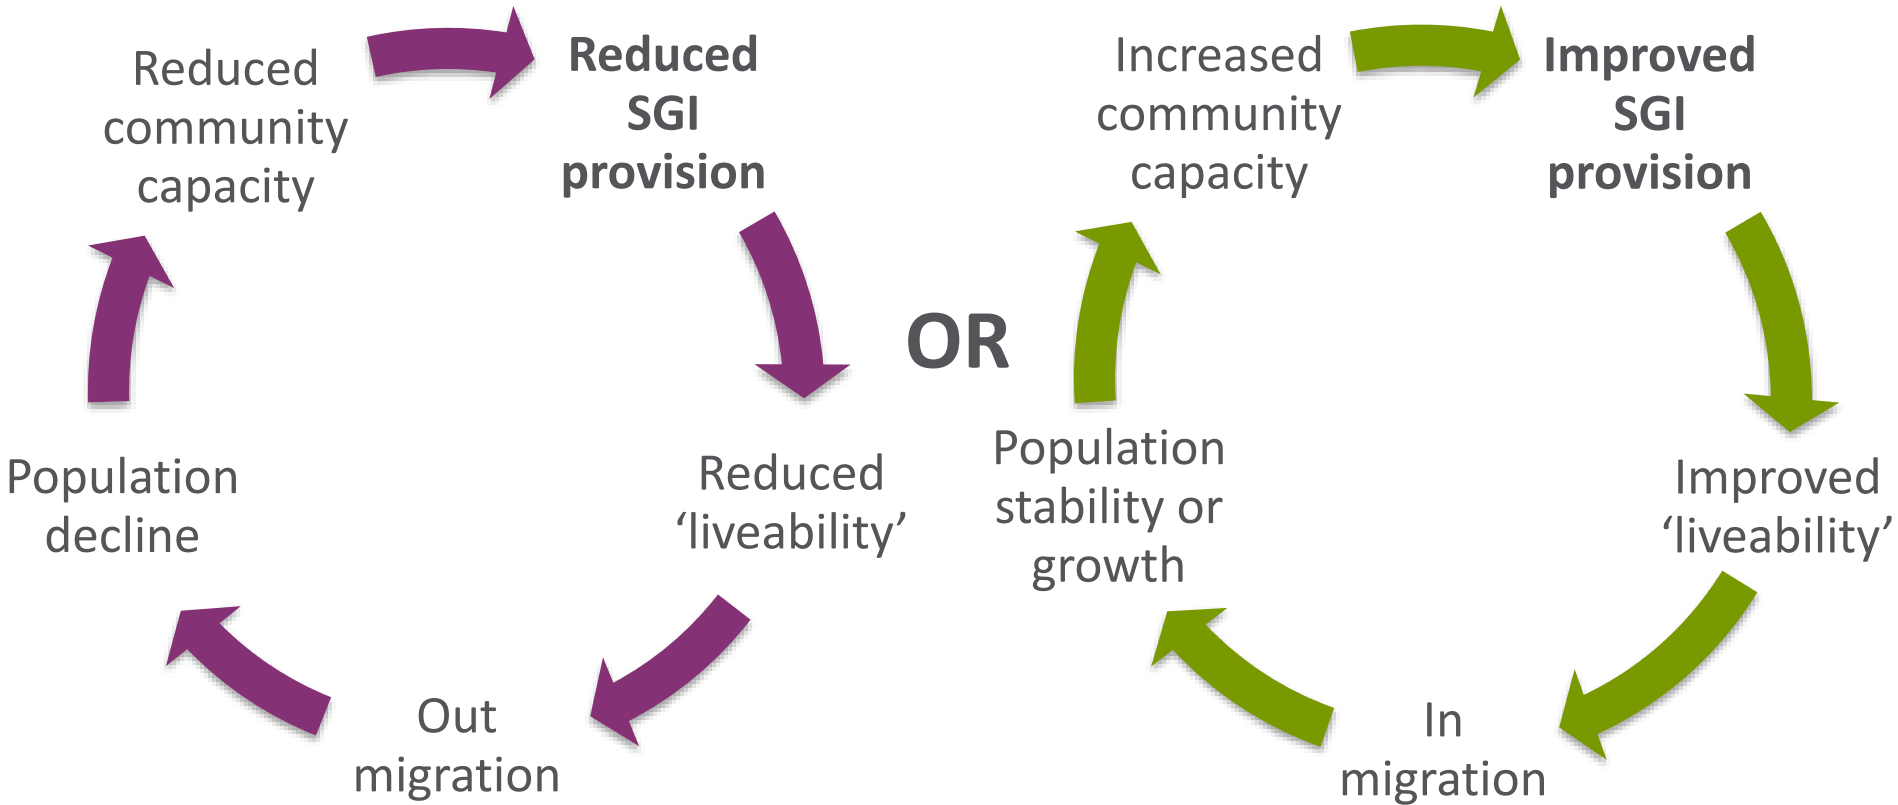 Reduced
community
capacity
Reduced
SGI
provision
Reduced
‘liveability’
Out
migration
Population
decline
OR
Increased
community
capacity
Improved
SGI
provision
Improved
‘liveability’
In
migration
Population
stability or
growth